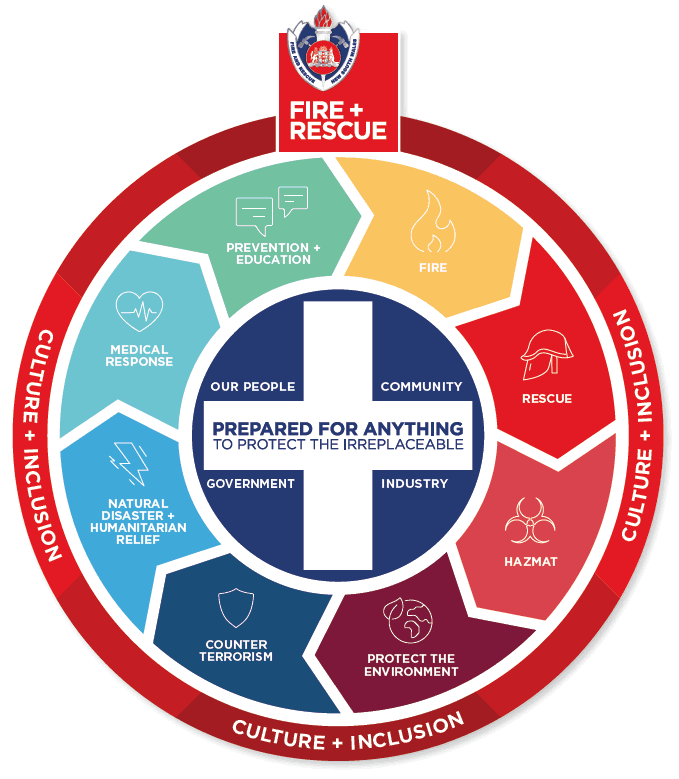 FIRE AND RESCUE
NEW SOUTH WALES
FIRE +
RESCUE
PREVENTION +
EDUCATION
FIRE
MEDICAL
RESPONSE
RESCUE
CULTURE + INCLUSION
CULTURE + INCLUSION
OUR PEOPLE
COMMUNITY
PREPARED FOR ANYTHING
TO PROTECT THE IRREPLACEABLE
GOVERNMENT
INDUSTRY
NATURAL
DISASTER +
HUMANITARIAN
RELIEF
HAZMAT
COUNTER
TERRORISM
PROTECT THE
ENVIRONMENT
CULTURE + INCLUSION